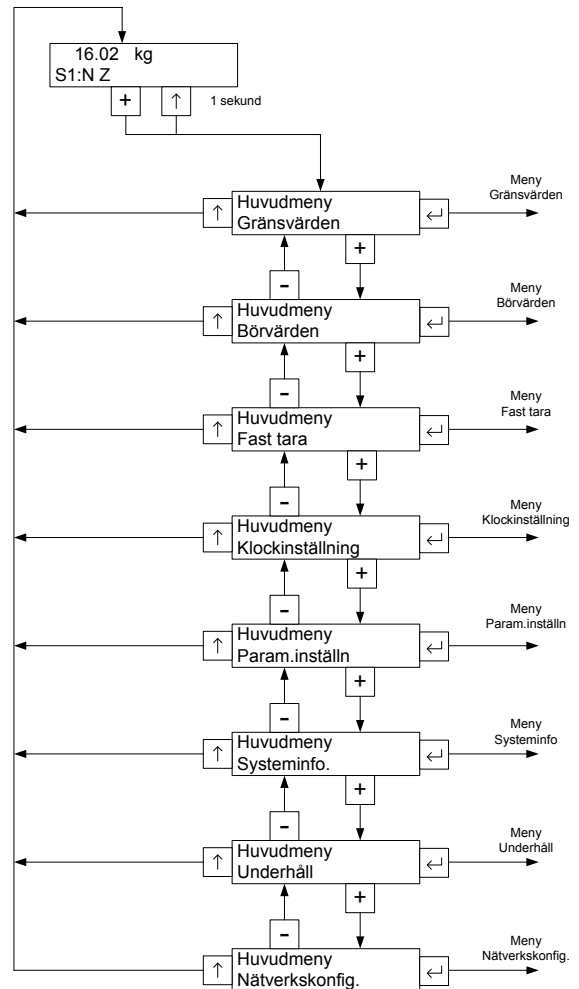 16.02 kg
S1:N Z
+ ↑ 1 sekund
Meny
Gränsvärden
Huvudmeny
↑ Gränsvärden ↵
+
-
Meny
Börvärden
Huvudmeny
↑ Börvärden ↵
+
-
Meny
Fast tara
Huvudmeny
↑ Fast tara ↵
+
-
Meny
Klockinställning
Huvudmeny
↑ Klockinställning ↵
+
-
Meny
Param.inställn
Huvudmeny
↑ Param.inställn ↵
+
-
Meny
Systeminfo
Huvudmeny
↑ Systeminfo. ↵
+
-
Meny
Underhåll
Huvudmeny
↑ Underhåll ↵
+
-
Meny
Nätverkskonfig.
Huvudmeny
↑ Nätverkskonfig. ↵